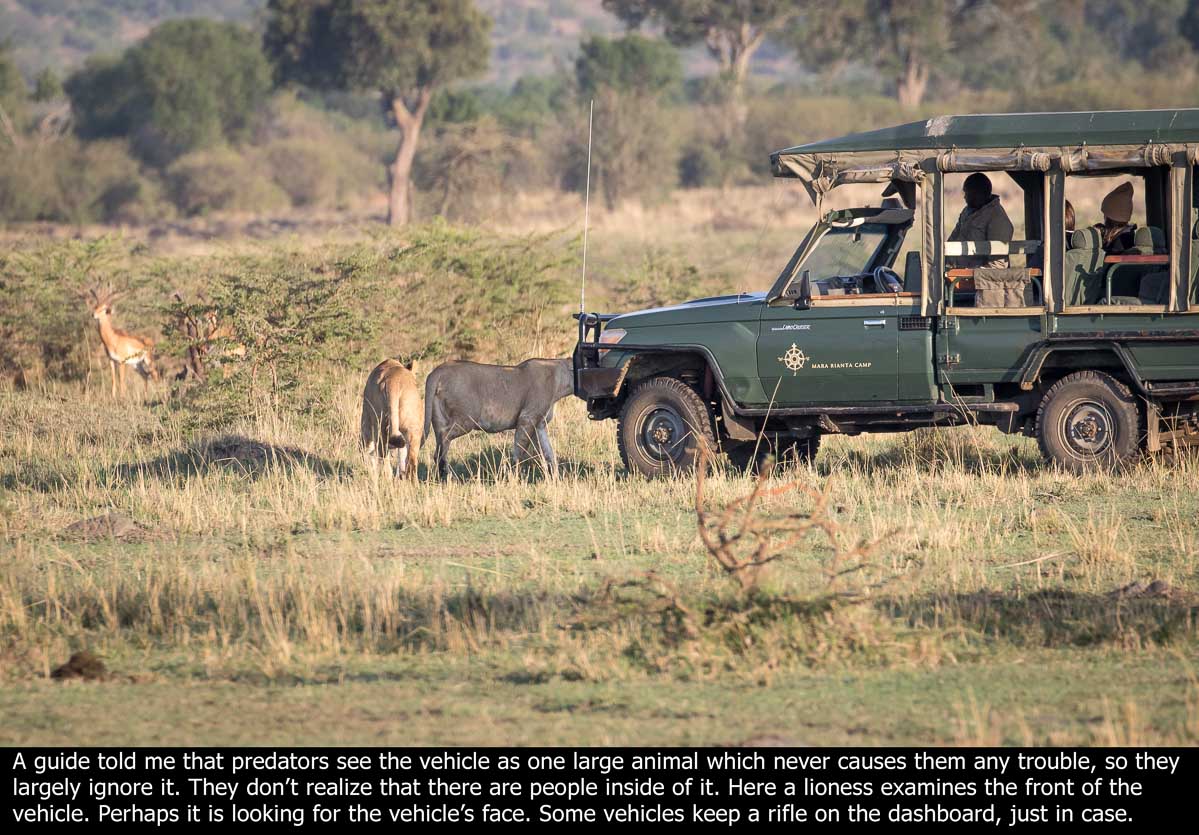 LAND CRUISER
MARA RIANTA CAMP
A guide told me that predators see the vehicle as one large animal which never causes them any trouble, so they
largely ignore it. They don’t realize that there are people inside of it. Here a lioness examines the front of the
vehicle. Perhaps it is looking for the vehicle’s face. Some vehicles keep a rifle on the dashboard, just in case.